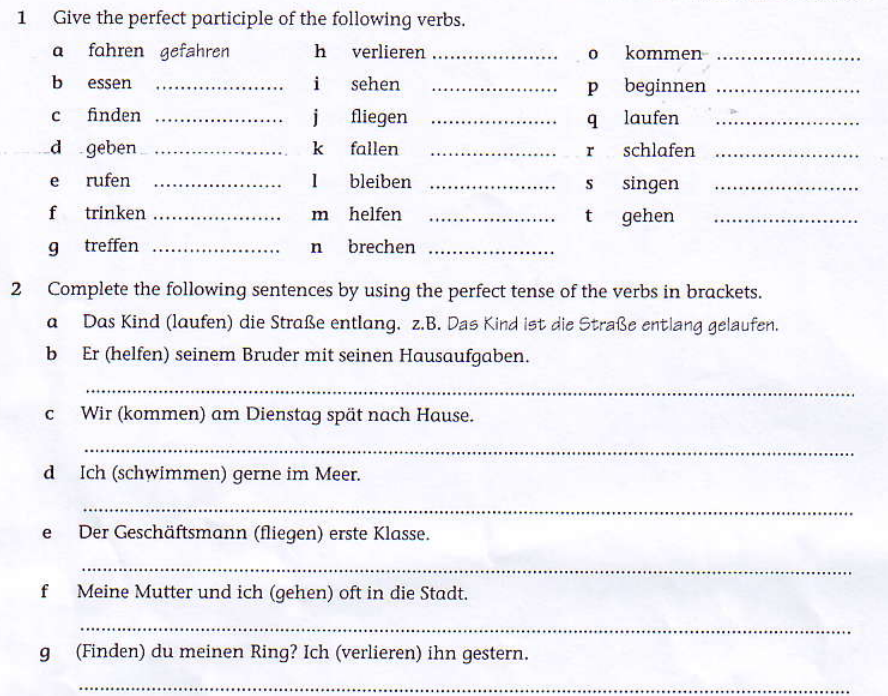 1 Give the perfect participle of the following verbs.
a fahren gefahren h verlieren .................... o kommen ....................
b essen .................... i sehen .................... p beginnen ....................
c finden .................... j fliegen .................... q laufen ....................
d geben .................... k fallen .................... r schlafen ....................
e rufen .................... l bleiben .................... s singen ....................
f trinken .................... m helfen .................... t gehen ....................
g treffen .................... n brechen ....................
2 Complete the following sentences by using the perfect tense of the verbs in brackets.
a Das Kind (laufen) die Straße entlang. z.B. Das Kind ist die Straße entlang gelaufen.
b Er (helfen) seinem Bruder mit seinen Hausaufgaben.
c Wir (kommen) am Dienstag spät nach Hause.
d Ich (schwimmen) gerne im Meer.
e Der Geschäftsmann (fliegen) erste Klasse.
f Meine Mutter und ich (gehen) oft in die Stadt.
g (Finden) du meinen Ring? Ich (verlieren) ihn gestern.